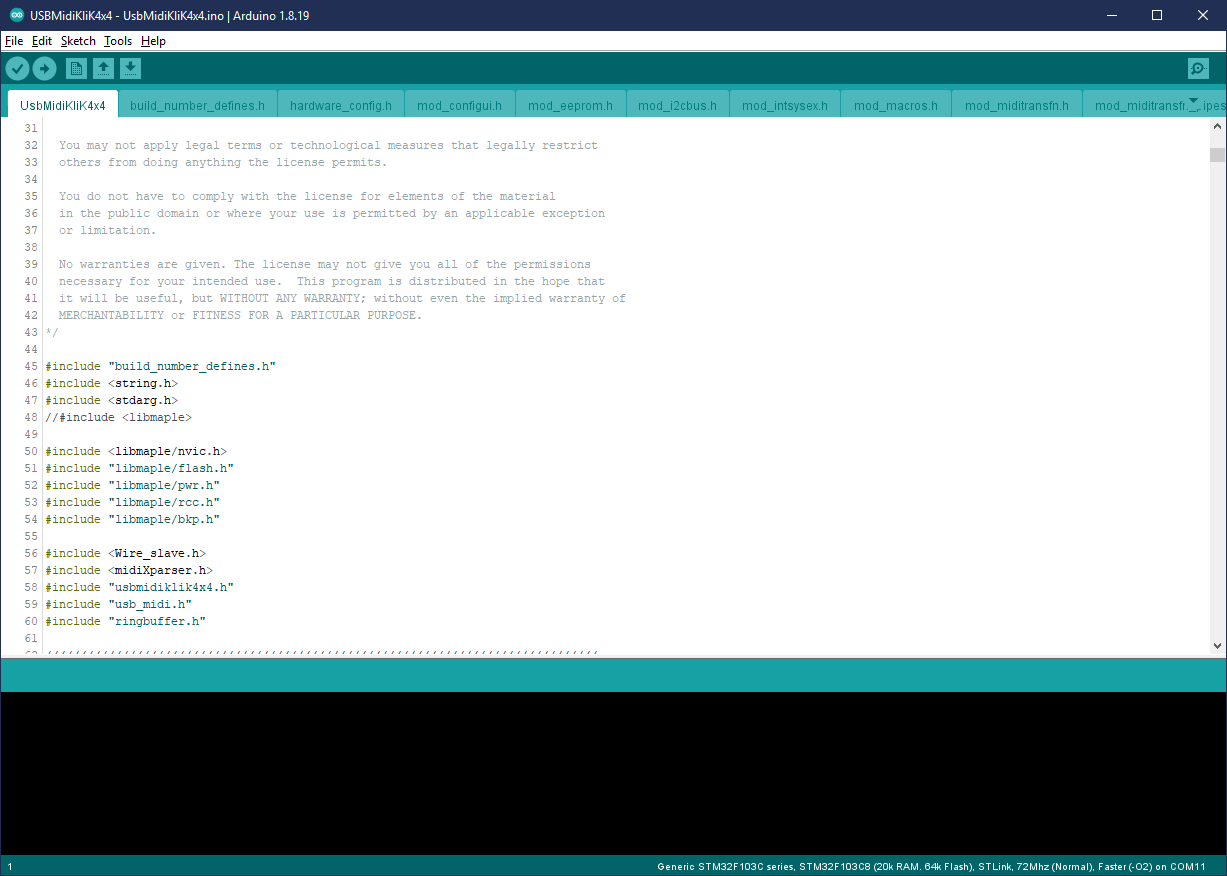 USBMidiKliK4x4 - UsbMidiKliK4x4.ino | Arduino 1.8.19
File Edit Sketch Tools Help
UsbMidiKliK4x4 build_number_defines.h hardware_config.h mod_configui.h mod_eeprom.h mod_i2cbus.h mod_intsysex.h mod_macros.h mod_miditransfn.h
31
32 You may not apply legal terms or technological measures that legally restrict
33 others from doing anything the license permits.
34
35 You do not have to comply with the license for elements of the material
36 in the public domain or where your use is permitted by an applicable exception
37 or limitation.
38
39 No warranties are given. The license may not give you all of the permissions
40 necessary for your intended use.  This program is distributed in the hope that
41 it will be useful, but WITHOUT ANY WARRANTY; without even the implied warranty of
42 MERCHANTABILITY or FITNESS FOR A PARTICULAR PURPOSE.
43 */
44
45 #include "build_number_defines.h"
46 #include <string.h>
47 #include <stdarg.h>
48 //#include <libmaple>
49
50 #include <libmaple/nvic.h>
51 #include "libmaple/flash.h"
52 #include "libmaple/pwr.h"
53 #include "libmaple/rcc.h"
54 #include "libmaple/bkp.h"
55
56 #include <Wire_slave.h>
57 #include <midiXparser.h>
58 #include "usbmidiklik4x4.h"
59 #include "usb_midi.h"
60 #include "ringbuffer.h"
61
1 Generic STM32F103C series, STM32F103C8 (20k RAM. 64k Flash), STLink, 72Mhz (Normal), Faster (-O2) on COM11